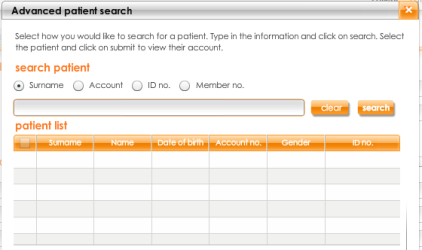 Advanced patient search
Select how you would like to search for a patient. Type in the information and click on search. Select
the patient and click on submit to view their account.
search patient
Surname Account ID no. Member no.
clear search
patient list
Surname Name Date of birth Account no. Gender ID no.